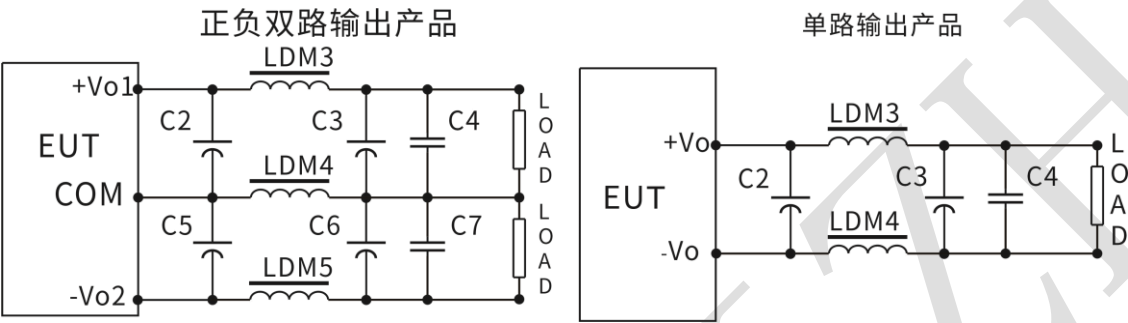 正负双路输出产品
LDM3
+Vo1
C2
C3
C4
LOAD
EUT
LDM4
COM
C5
C6
C7
LOAD
LDM5
-Vo2
单路输出产品
LDM3
+Vo
C2
C3
C4
LOAD
EUT
LDM4
-Vo